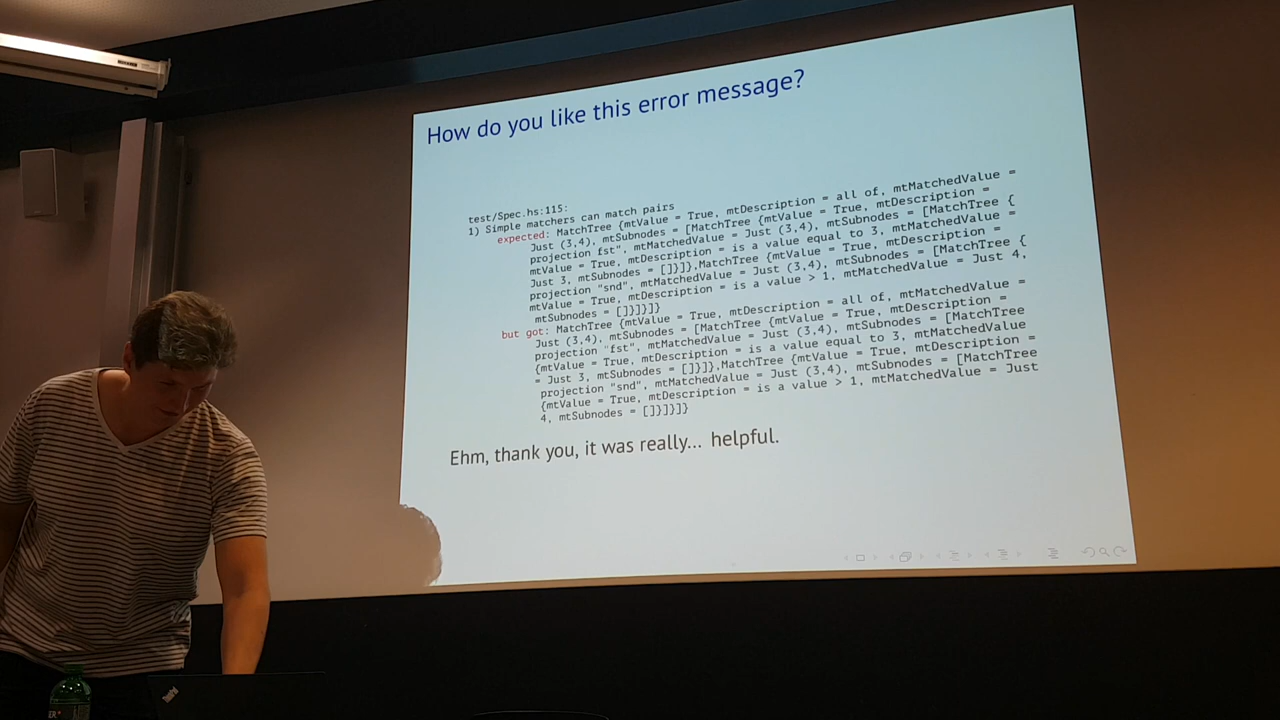 How do you like this error message?
test/Spec.hs:115:
1) Simple matchers can match pairs
expected: MatchTree {mtValue = True, mtDescription = all of, mtMatchedValue =
Just (3,4), mtSubnodes = [MatchTree {mtValue = True, mtDescription =
projection fst", mtMatchedValue = Just (3,4), mtSubnodes = [MatchTree {
mtValue = True, mtDescription = is a value equal to 3, mtMatchedValue =
Just 3, mtSubnodes = []}]},MatchTree {mtValue = True, mtDescription =
projection "snd", mtMatchedValue = Just (3,4), mtSubnodes = [MatchTree {
mtValue = True, mtDescription = is a value > 1, mtMatchedValue = Just 4,
mtSubnodes = []}]}]}
but got: MatchTree {mtValue = True, mtDescription = all of, mtMatchedValue =
Just (3,4), mtSubnodes = [MatchTree {mtValue = True, mtDescription =
projection "fst", mtMatchedValue = Just (3,4), mtSubnodes = [MatchTree
{mtValue = True, mtDescription = is a value equal to 3, mtMatchedValue
= Just 3, mtSubnodes = []}]},MatchTree {mtValue = True, mtDescription =
projection "snd", mtMatchedValue = Just (3,4), mtSubnodes = [MatchTree
{mtValue = True, mtDescription = is a value > 1, mtMatchedValue = Just
4, mtSubnodes = []}]}]}
Ehm, thank you, it was really... helpful.
ThinkPad